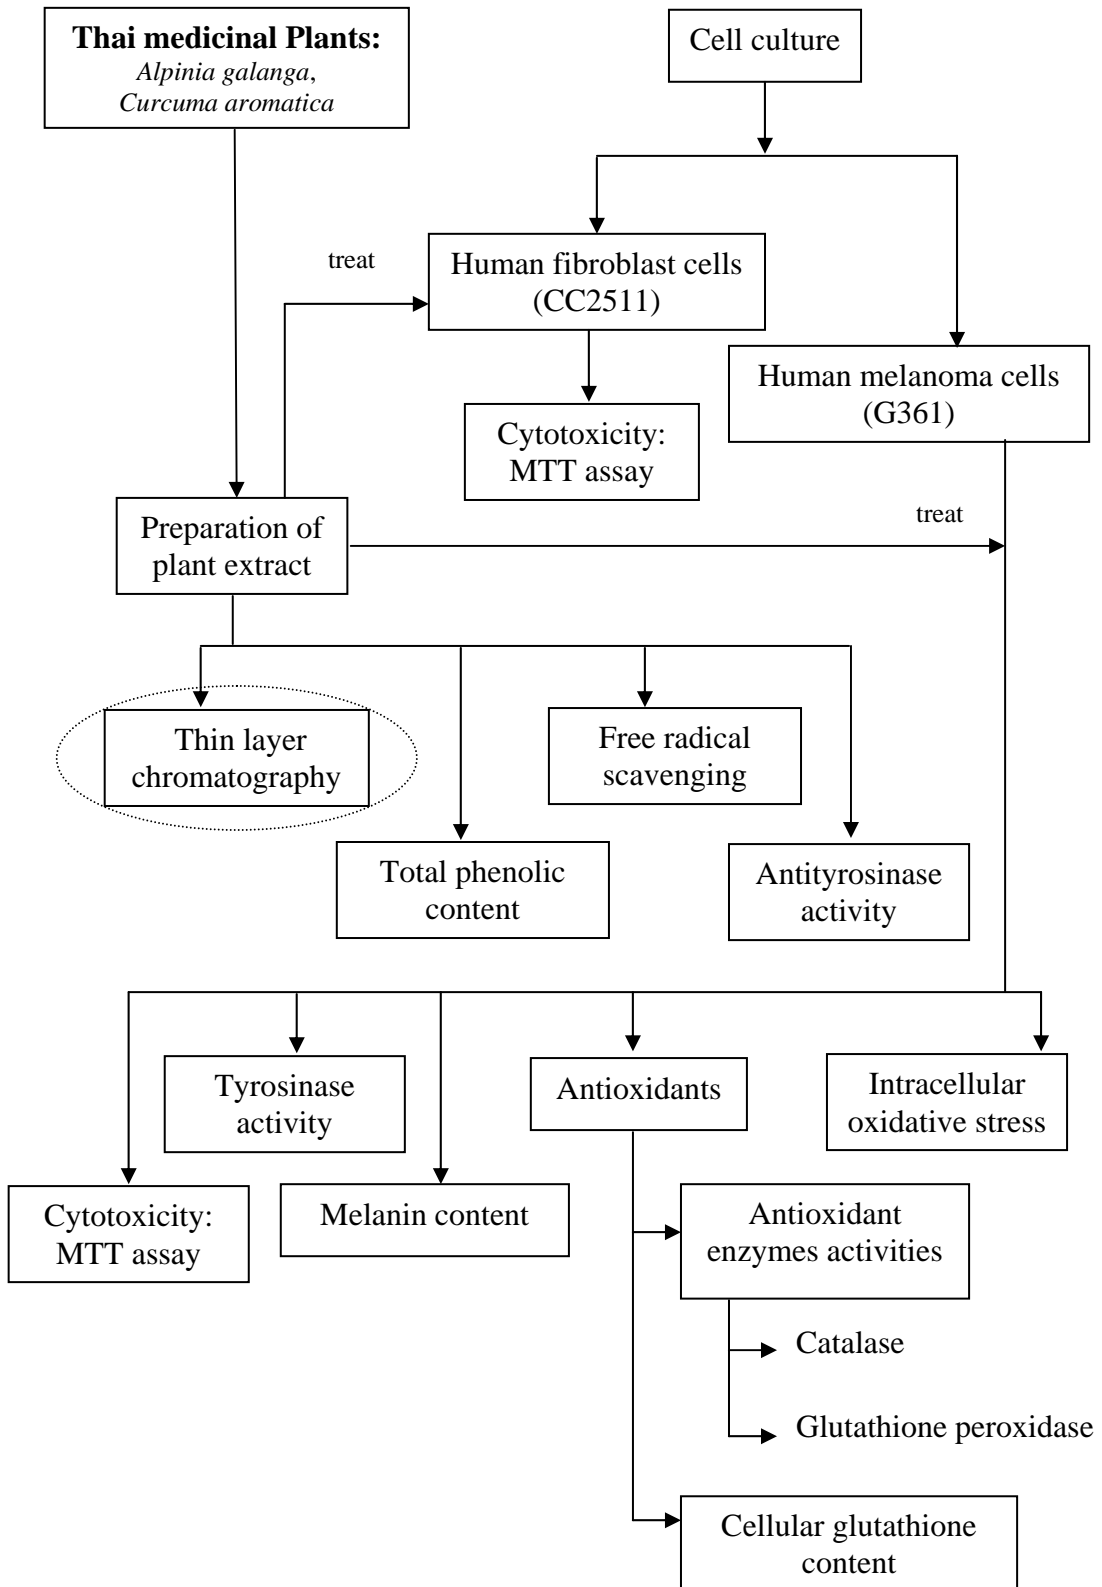 Thai medicinal Plants:
Alpinia galanga,
Curcuma aromatica
Cell culture
treat
Human fibroblast cells
(CC2511)
Human melanoma cells
(G361)
Cytotoxicity:
MTT assay
treat
Preparation of
plant extract
Thin layer
chromatography
Free radical
scavenging
Total phenolic
content
Antityrosinase
activity
Tyrosinase
activity
Antioxidants
Intracellular
oxidative stress
Cytotoxicity:
MTT assay
Melanin content
Antioxidant
enzymes activities
Catalase
Glutathione peroxidase
Cellular glutathione
content